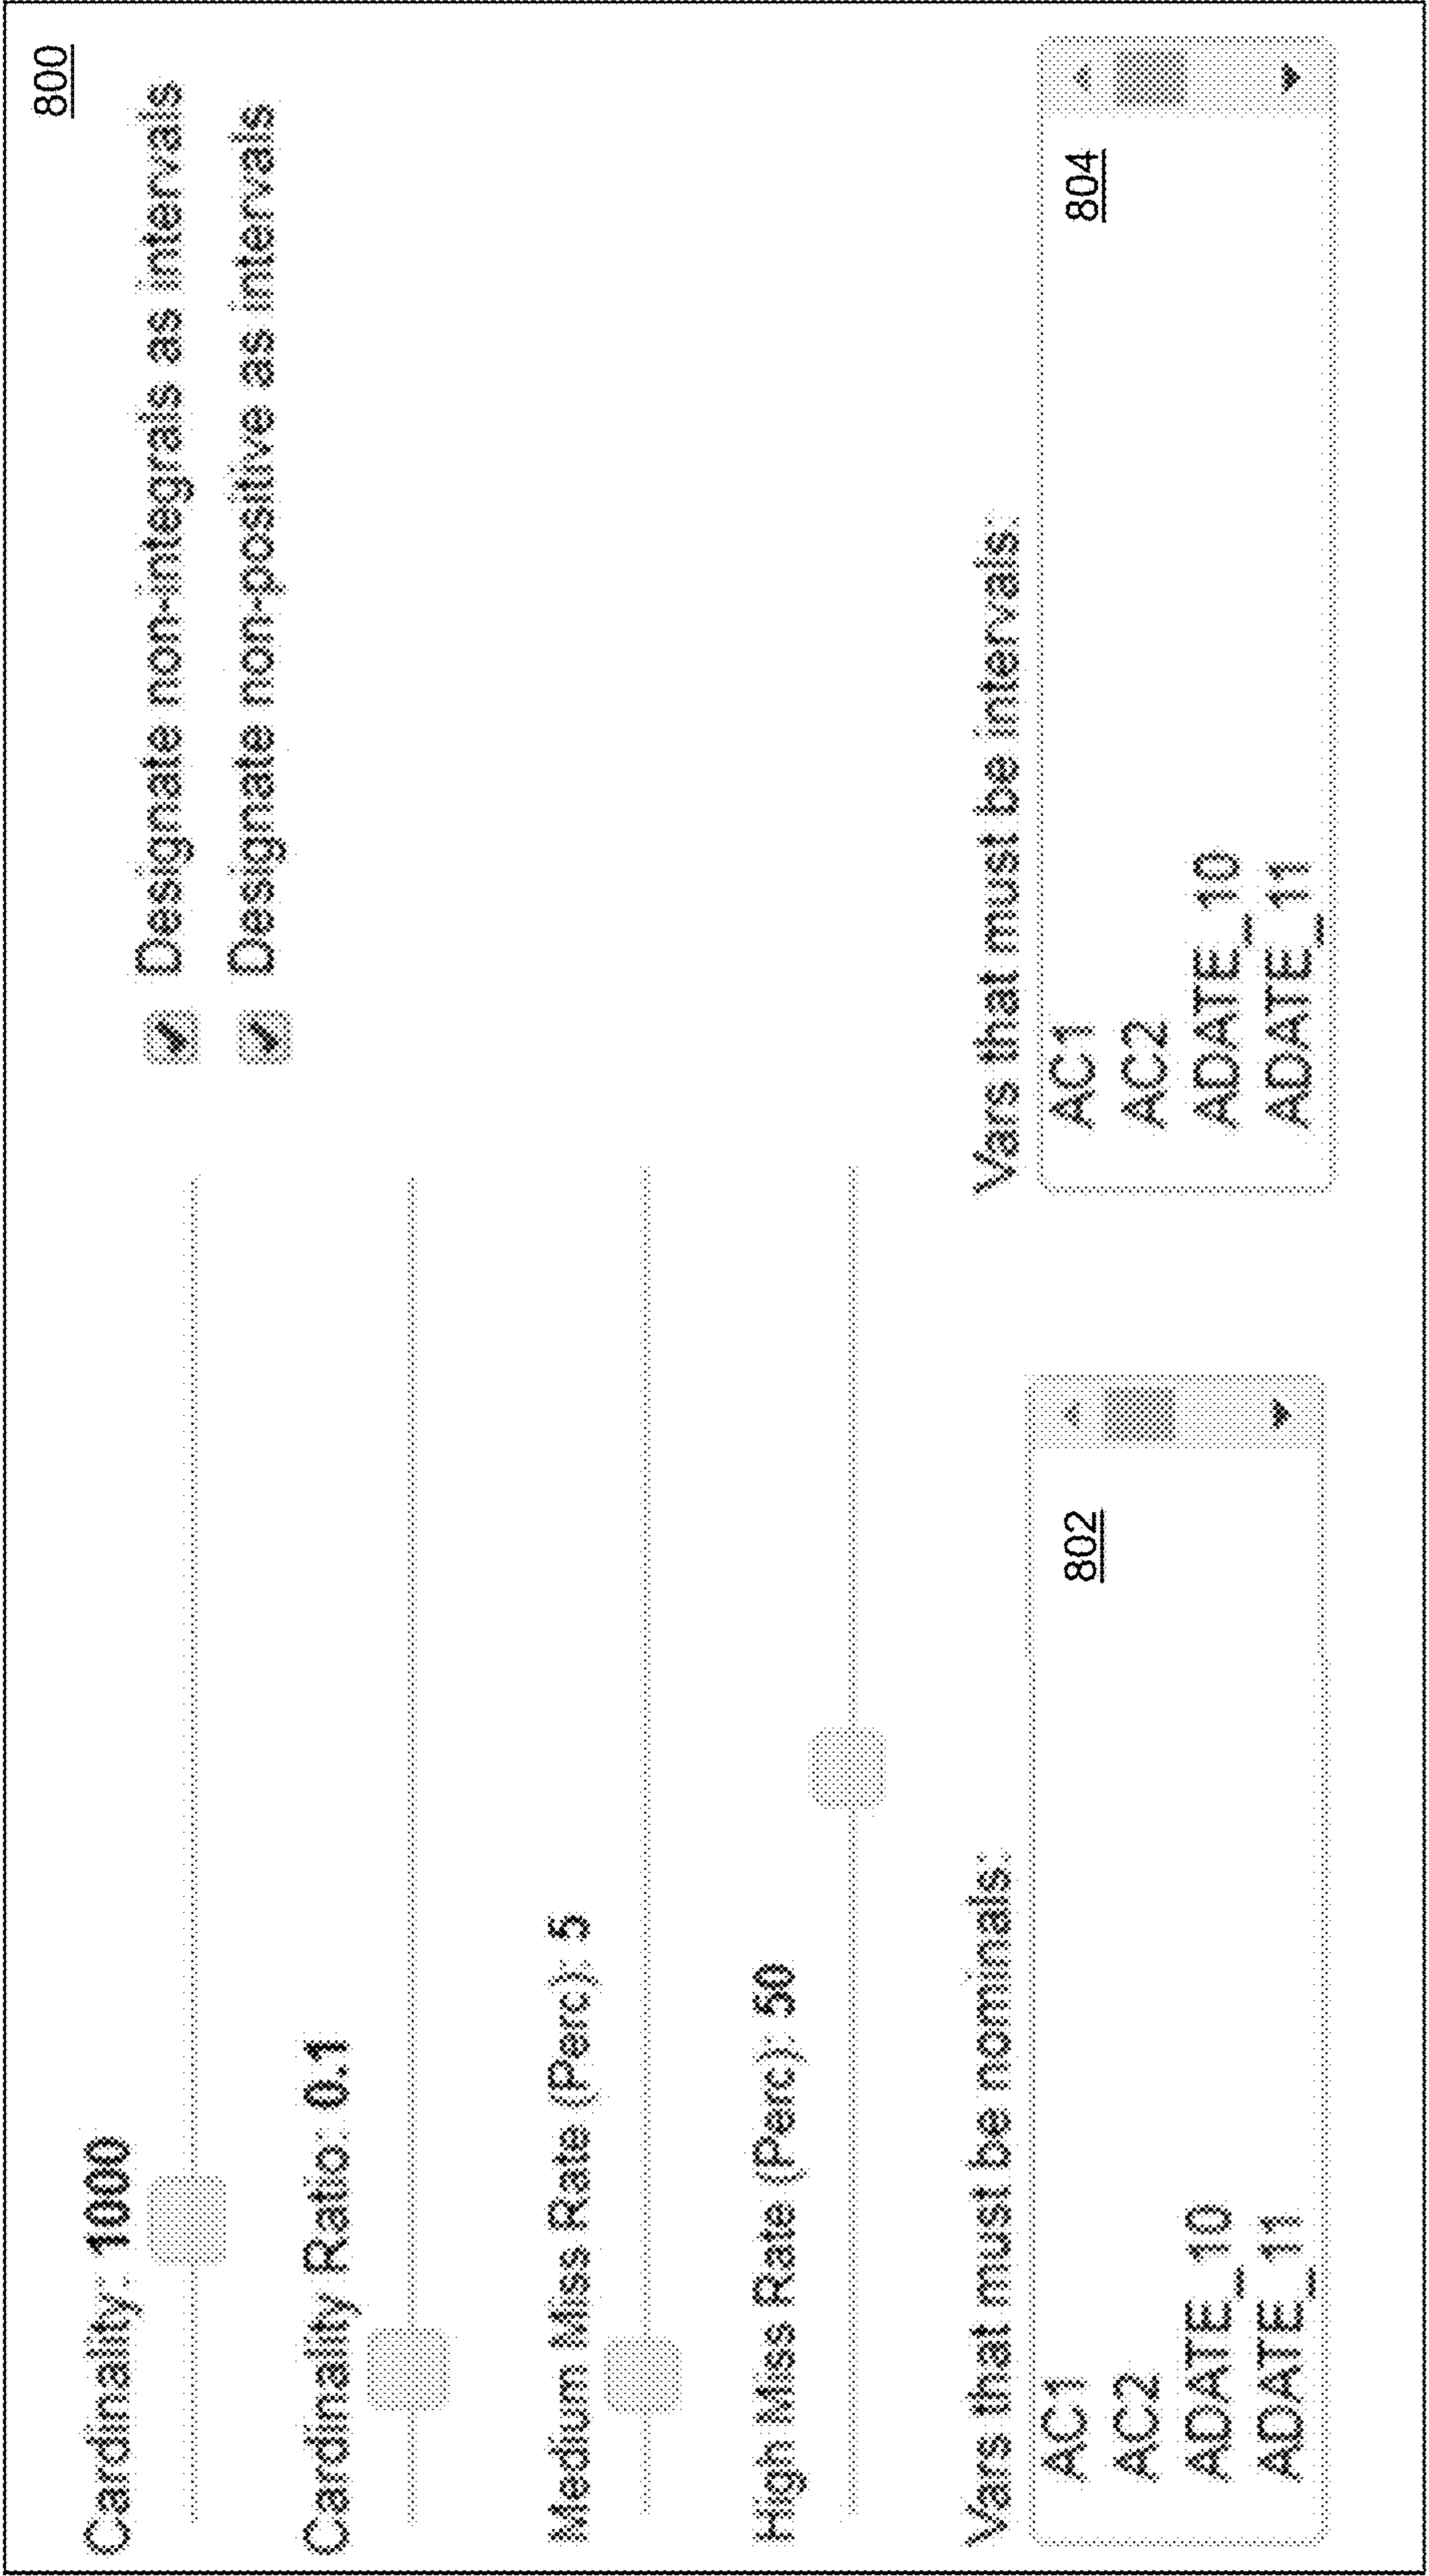 800
Cardinality: 1000
Designate non-integrals as intervals
Designate non-positive as intervals
Cardinality Ratio: 0.1
Medium Miss Rate (Perc): 5
High Miss Rate (Perc): 50
Vars that must be nominals:
AC1
AC2
ADATE_10
ADATE_11
802
Vars that must be intervals:
AC1
AC2
ADATE_10
ADATE_11
804